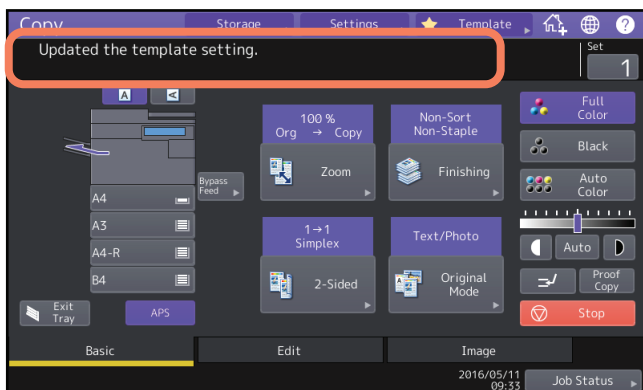 Copy
Storage
Settings
Template
Updated the template setting.
Set
1
A
A
100 %
Org → Copy
Zoom
Non-Sort
Non-Staple
Finishing
Full
Color
Black
Auto
Color
Bypass
Feed
A4
A3
A4-R
B4
1→1
Simplex
2-Sided
Text/Photo
Original
Mode
Auto
Proof
Copy
Exit
Tray
APS
Stop
Basic
Edit
Image
2016/05/11
09:33
Job Status